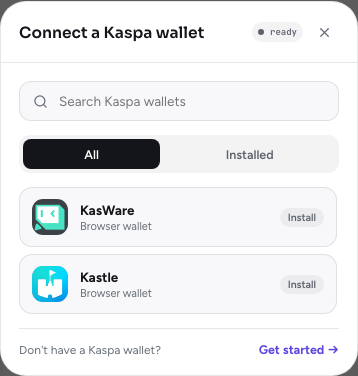 Connect a Kaspa wallet
ready
Search Kaspa wallets
All
Installed
KasWare
Browser wallet
Install
Kastle
Browser wallet
Install
Don't have a Kaspa wallet?
Get started →